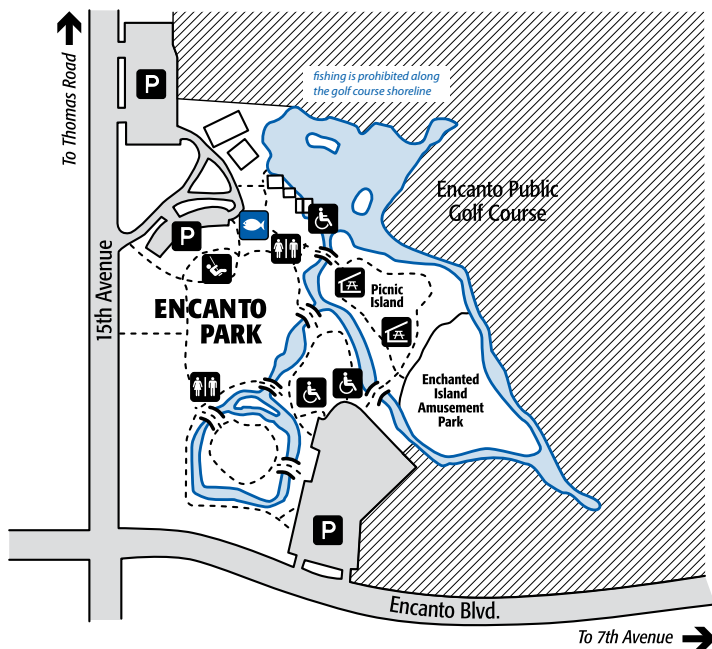 To Thomas Road
P
fishing is prohibited along
the golf course shoreline
Encanto Public
Golf Course
P
15th Avenue
Picnic
Island
ENCANTO
PARK
Enchanted
Island
Amusement
Park
P
Encanto Blvd.
To 7th Avenue